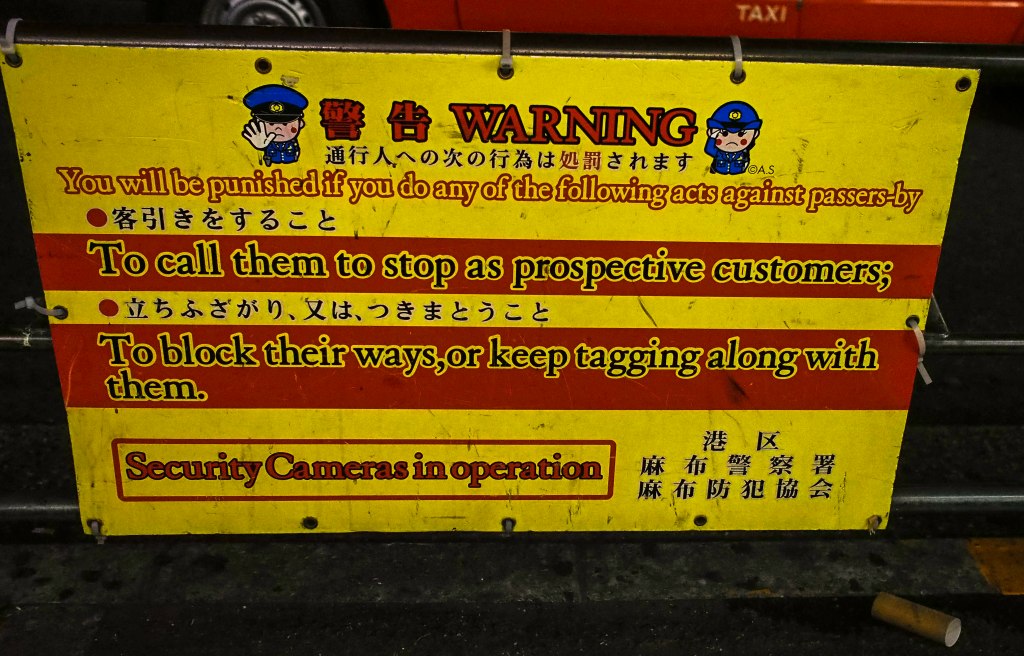 TAXI
警告 WARNING
通行人への次の行為は処罰されます
©A.S
You will be punished if you do any of the following acts against passers-by
●客引きをすること
To call them to stop as prospective customers;
●立ちふさがり、又は、つきまとうこと
To block their ways,or keep tagging along with
them.
Security Cameras in operation
港区
麻布警察署
麻布防犯協会